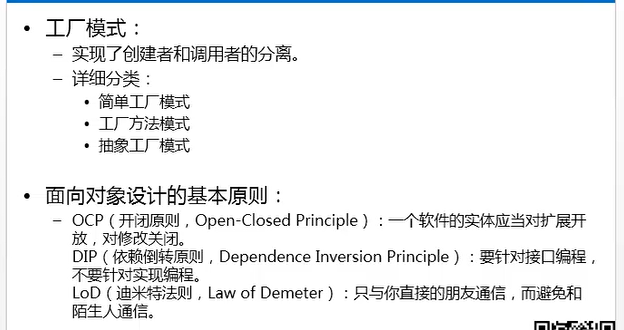 • 工厂模式：
– 实现了创建者和调用者的分离。
– 详细分类：
• 简单工厂模式
• 工厂方法模式
• 抽象工厂模式
• 面向对象设计的基本原则：
– OCP（开闭原则，Open-Closed Principle）：一个软件的实体应当对扩展开
放，对修改关闭。
DIP（依赖倒转原则，Dependence Inversion Principle）：要针对接口编程，
不要针对实现编程。
LoD（迪米特法则，Law of Demeter）：只与你直接的朋友通信，而避免和
陌生人通信。